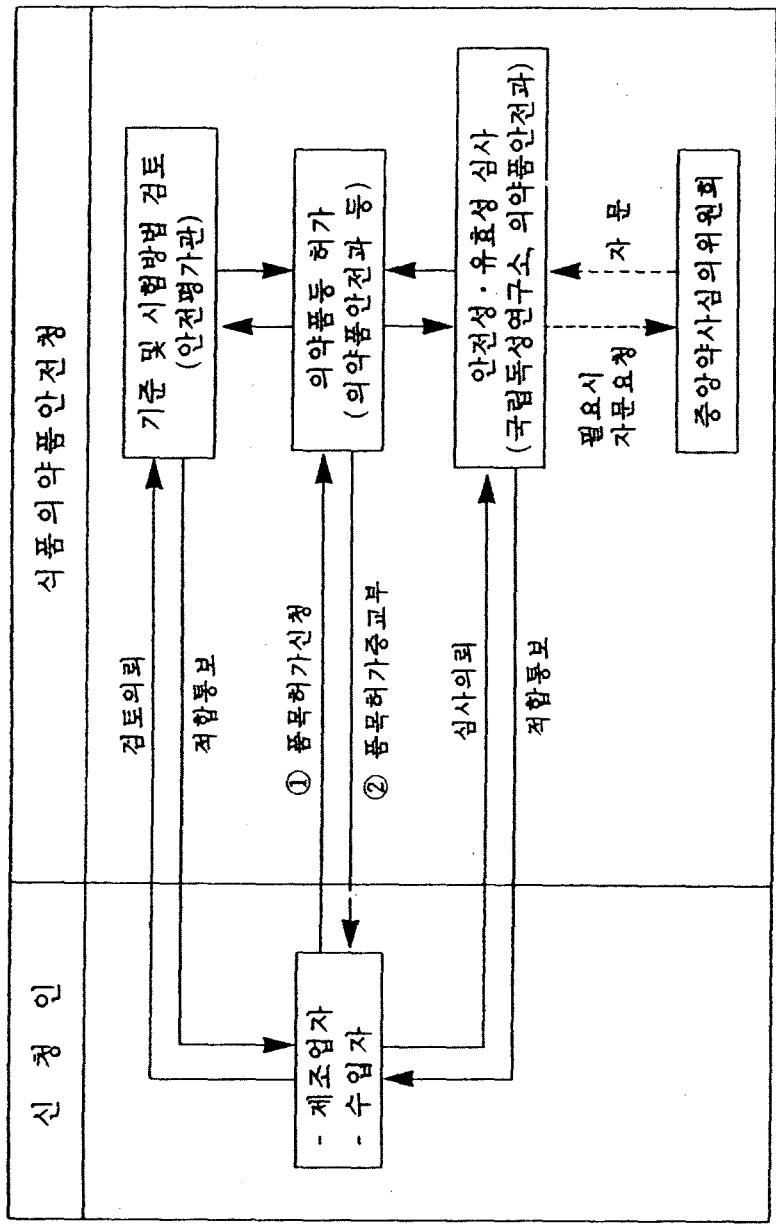 신 청 인
식품의약품안전청
- 제조업자
- 수입자
검토의뢰
적합통보
① 품목허가신청
② 품목허가증교부
심사의뢰
적합통보
기준 및 시험방법 검토
(안전평가관)
의약품등 허가
(의약품안전과 등)
안전성·유효성 심사
(국립독성연구소, 의약품안전과)
필요시
자문요청
자 문
중앙약사심의위원회